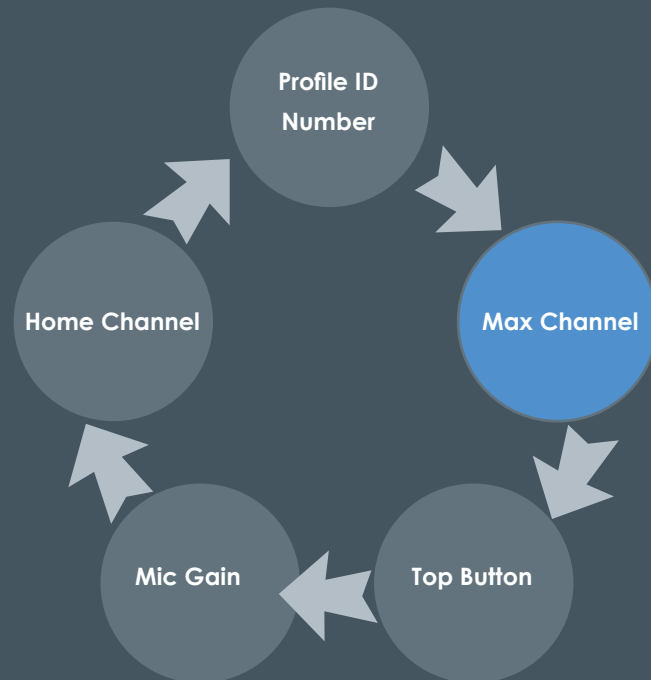 Profile ID
Number
Home Channel
Max Channel
Mic Gain
Top Button